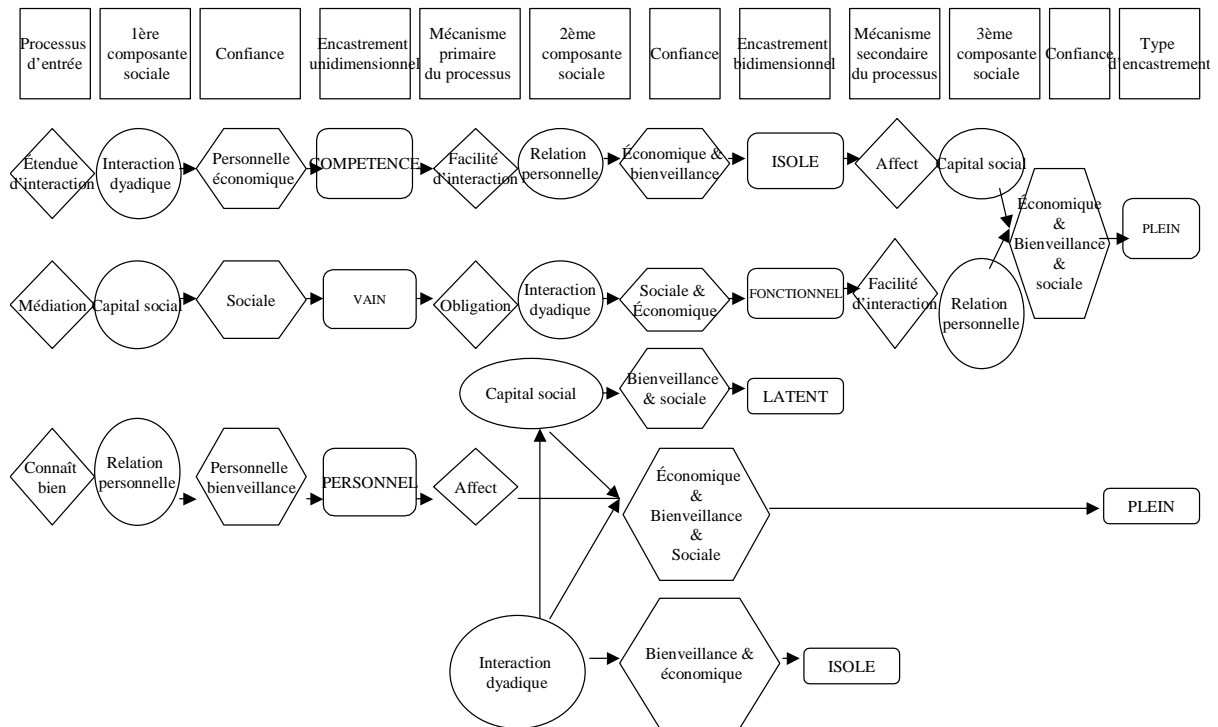 Processus
d’entrée
1ère
composante
sociale
Confiance
Encastrement
unidimensionnel
Mécanisme
primaire
du processus
2ème
composante
sociale
Confiance
Encastrement
bidimensionnel
Mécanisme
secondaire
du processus
3ème
composante
sociale
Confiance
Type
d’encastrement
Étendue
d’interaction
Interaction
dyadique
Personnelle
économique
COMPETENCE
Facilité
d’interaction
Relation
personnelle
Économique &
bienveillance
ISOLE
Affect
Capital social
Économique
&
Bienveillance
&
sociale
PLEIN
Médiation
Capital social
Sociale
VAIN
Obligation
Interaction
dyadique
Sociale &
Économique
FONCTIONNEL
Facilité
d’interaction
Relation
personnelle
Capital social
Bienveillance
& sociale
LATENT
Connaît
bien
Relation
personnelle
Personnelle
bienveillance
PERSONNEL
Affect
Économique
&
Bienveillance
&
Sociale
PLEIN
Interaction
dyadique
Bienveillance &
économique
ISOLE